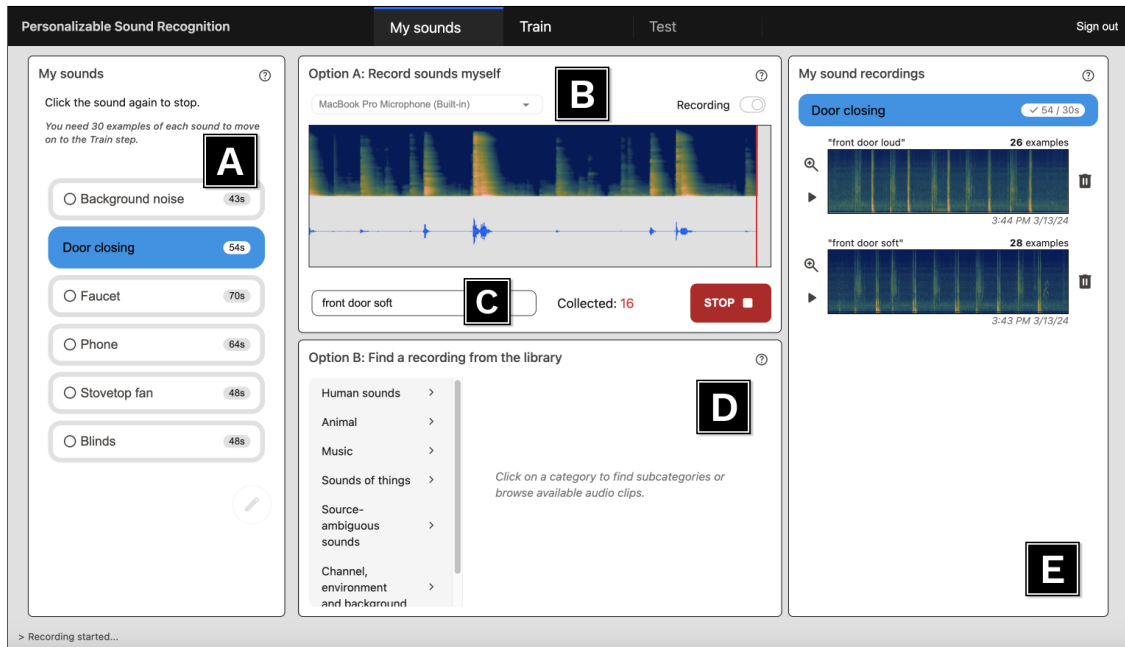 Personalizable Sound Recognition
My sounds
Train
Test
Sign out
My sounds
Click the sound again to stop.
You need 30 examples of each sound to move
on to the Train step.
A
Background noise 43s
Door closing 54s
Faucet 70s
Phone 64s
Stovetop fan 48s
Blinds 48s
Option A: Record sounds myself
B
MacBook Pro Microphone (Built-in)
Recording
front door soft
C
Collected: 16
STOP
Option B: Find a recording from the library
D
Human sounds
Animal
Music
Sounds of things
Source-
ambiguous
sounds
Channel,
environment
and background
Click on a category to find subcategories or
browse available audio clips.
My sound recordings
Door closing ✓ 54 / 30s
"front door loud" 26 examples
3:44 PM 3/13/24
"front door soft" 28 examples
3:43 PM 3/13/24
E
> Recording started...